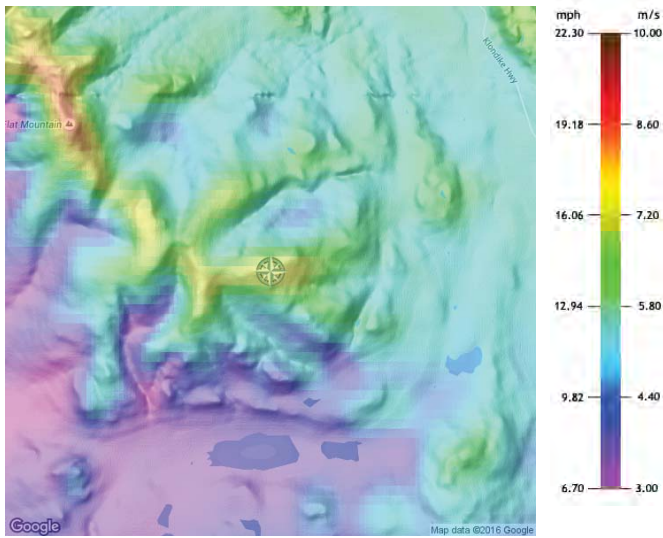 mph m/s
22.30 10.00
Klondike Hwy
Flat Mountain
19.18 8.60
16.06 7.20
12.94 5.80
9.82 4.40
6.70 3.00
Google
Map data ©2016 Google